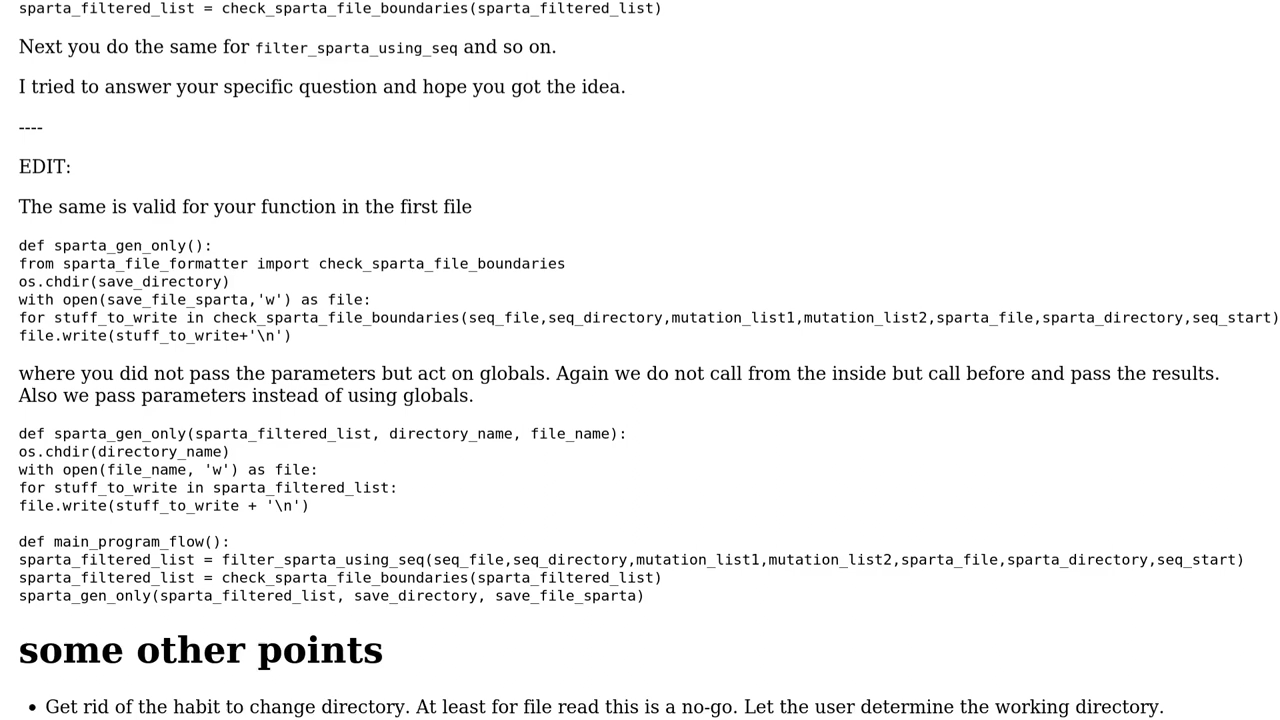 sparta_filtered_list = check_sparta_file_boundaries(sparta_filtered_list)
Next you do the same for filter_sparta_using_seq and so on.
I tried to answer your specific question and hope you got the idea.
----
EDIT:
The same is valid for your function in the first file
def sparta_gen_only():
from sparta_file_formatter import check_sparta_file_boundaries
os.chdir(save_directory)
with open(save_file_sparta,'w') as file:
for stuff_to_write in check_sparta_file_boundaries(seq_file,seq_directory,mutation_list1,mutation_list2,sparta_file,sparta_directory,seq_start)
file.write(stuff_to_write+'\n')
where you did not pass the parameters but act on globals. Again we do not call from the inside but call before and pass the results.
Also we pass parameters instead of using globals.
def sparta_gen_only(sparta_filtered_list, directory_name, file_name):
os.chdir(directory_name)
with open(file_name, 'w') as file:
for stuff_to_write in sparta_filtered_list:
file.write(stuff_to_write + '\n')
def main_program_flow():
sparta_filtered_list = filter_sparta_using_seq(seq_file,seq_directory,mutation_list1,mutation_list2,sparta_file,sparta_directory,seq_start)
sparta_filtered_list = check_sparta_file_boundaries(sparta_filtered_list)
sparta_gen_only(sparta_filtered_list, save_directory, save_file_sparta)
some other points
• Get rid of the habit to change directory. At least for file read this is a no-go. Let the user determine the working directory.